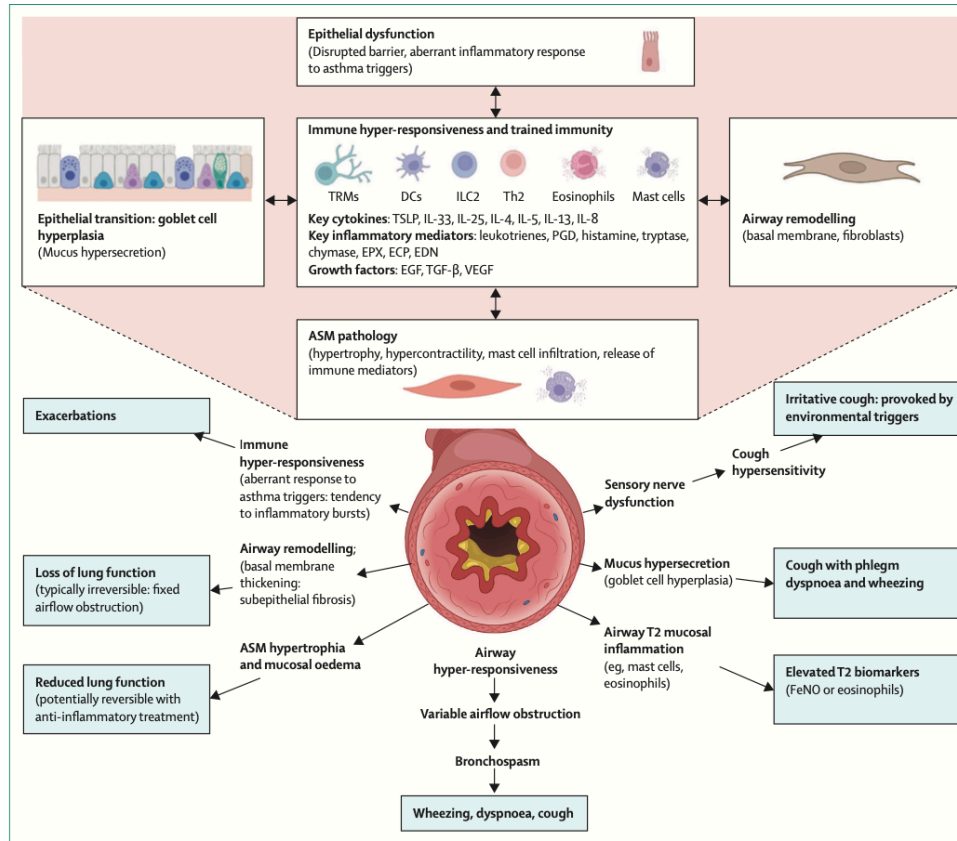 Epithelial dysfunction
(Disrupted barrier, aberrant inflammatory response
to asthma triggers)
Epithelial transition: goblet cell
hyperplasia
(Mucus hypersecretion)
Immune hyper-responsiveness and trained immunity
TRMs
DCs
ILC2
Th2
Eosinophils
Mast cells
Key cytokines: TSLP, IL-33, IL-25, IL-4, IL-5, IL-13, IL-8
Key inflammatory mediators: leukotrienes, PGD, histamine, tryptase,
chymase, EPX, ECP, EDN
Growth factors: EGF, TGF-β, VEGF
Airway remodelling
(basal membrane, fibroblasts)
ASM pathology
(hypertrophy, hypercontractility, mast cell infiltration, release of
immune mediators)
Exacerbations
Immune
hyper-responsiveness
(aberrant response to
asthma triggers: tendency
to inflammatory bursts)
Irritative cough: provoked by
environmental triggers
Cough
hypersensitivity
Sensory nerve
dysfunction
Loss of lung function
(typically irreversible: fixed
airflow obstruction)
Airway remodelling;
(basal membrane
thickening:
subepithelial fibrosis)
Mucus hypersecretion
(goblet cell hyperplasia)
Cough with phlegm
dyspnoea and wheezing
ASM hypertrophia
and mucosal oedema
Reduced lung function
(potentially reversible with
anti-inflammatory treatment)
Airway T2 mucosal
inflammation
(eg, mast cells,
eosinophils)
Elevated T2 biomarkers
(FeNO or eosinophils)
Airway
hyper-responsiveness
Variable airflow obstruction
Bronchospasm
Wheezing, dyspnoea, cough